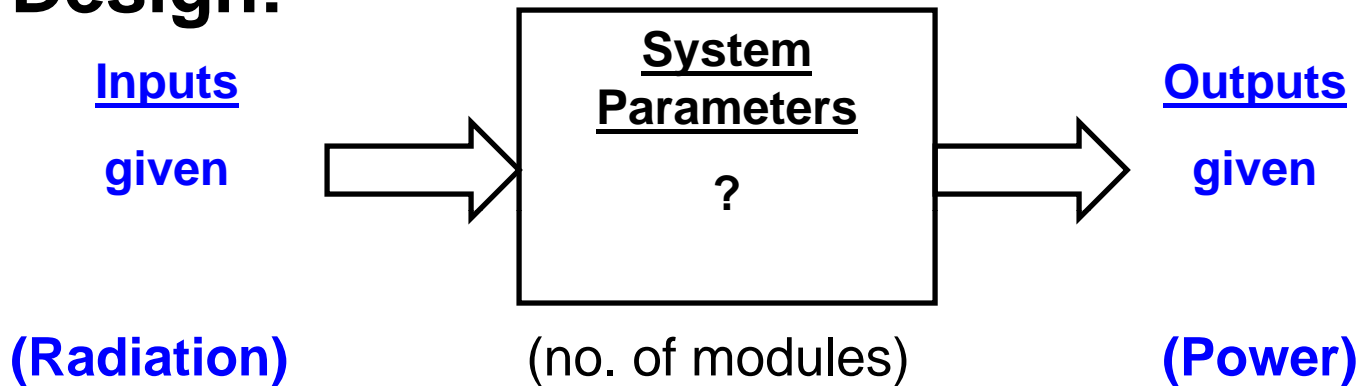 Design:
Inputs
given
System
Parameters
?
Outputs
given
(Radiation)
(no. of modules)
(Power)